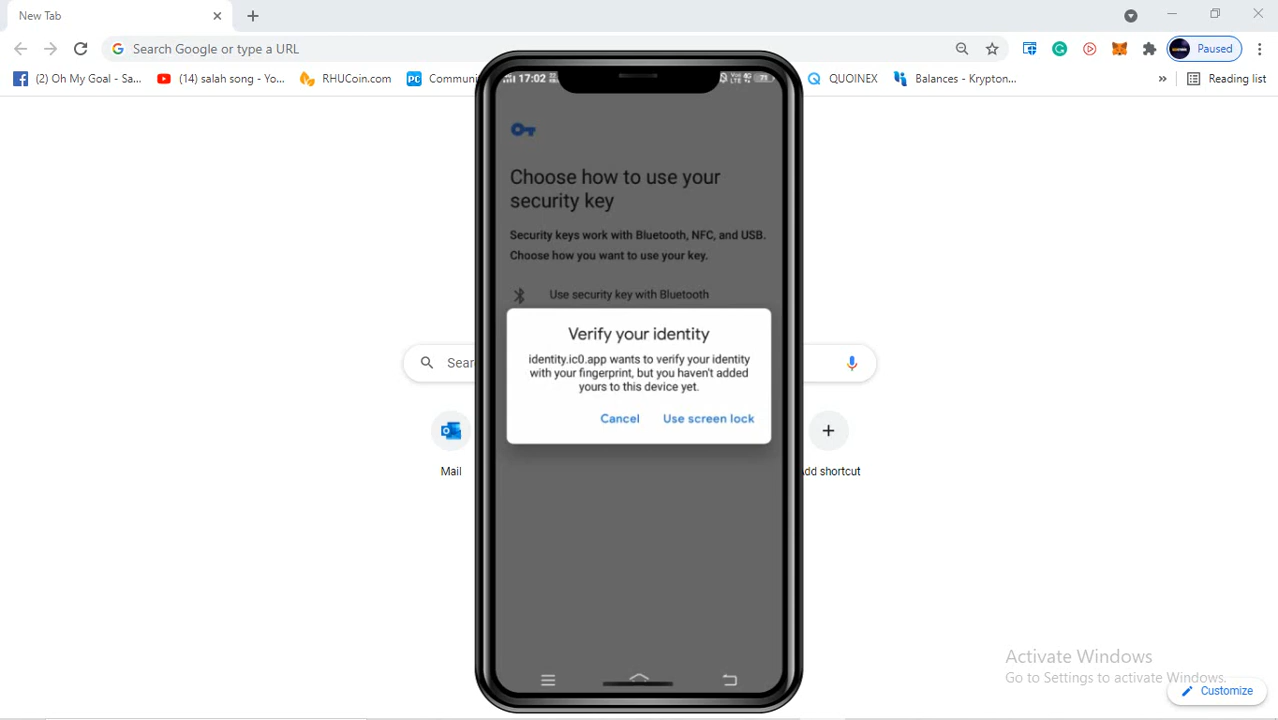 New Tab
Search Google or type a URL
Paused
(2) Oh My Goal - Sa...
(14) salah song - Yo...
RHUCoin.com
Communi
QUOINEX
Balances - Krypton...
»
Reading list
17:02
71
Choose how to use your
security key
Security keys work with Bluetooth, NFC, and USB.
Choose how you want to use your key.
Use security key with Bluetooth
Verify your identity
identity.ic0.app wants to verify your identity
with your fingerprint, but you haven't added
yours to this device yet.
Cancel
Use screen lock
Sear
Mail
dd shortcut
Activate Windows
Go to Settings to activate Windows.
Customize